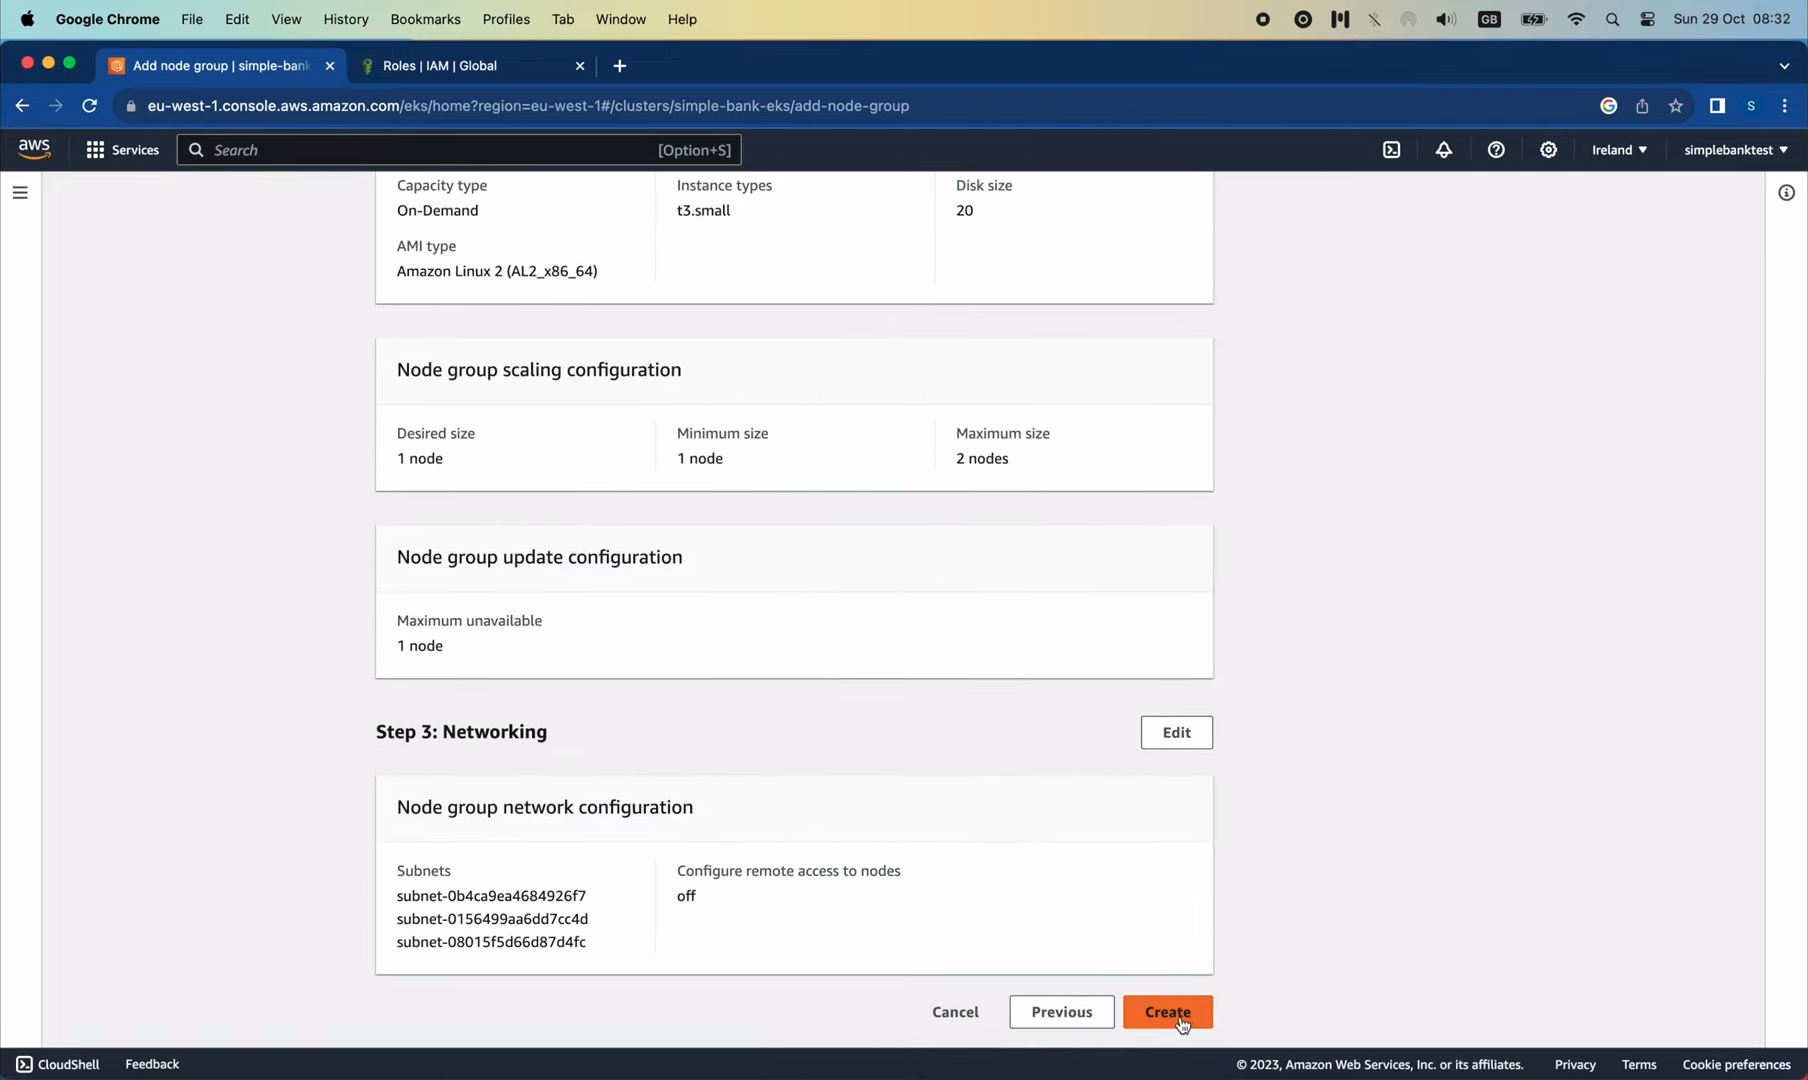 Google Chrome File Edit View History Bookmarks Profiles Tab Window Help GB Sun 29 Oct 08:32
Add node group | simple-bank- Roles | IAM | Global
eu-west-1.console.aws.amazon.com/eks/home?region=eu-west-1#/clusters/simple-bank-eks/add-node-group S
aws Services Search [Option+S] Ireland simplebanktest
Capacity type Instance types Disk size
On-Demand t3.small 20
AMI type
Amazon Linux 2 (AL2_x86_64)
Node group scaling configuration
Desired size Minimum size Maximum size
1 node 1 node 2 nodes
Node group update configuration
Maximum unavailable
1 node
Step 3: Networking Edit
Node group network configuration
Subnets Configure remote access to nodes
subnet-0b4ca9ea4684926f7 off
subnet-0156499aa6dd7cc4d
subnet-08015f5d66d87d4fc
Cancel Previous Create
CloudShell Feedback © 2023, Amazon Web Services, Inc. or its affiliates. Privacy Terms Cookie preferences